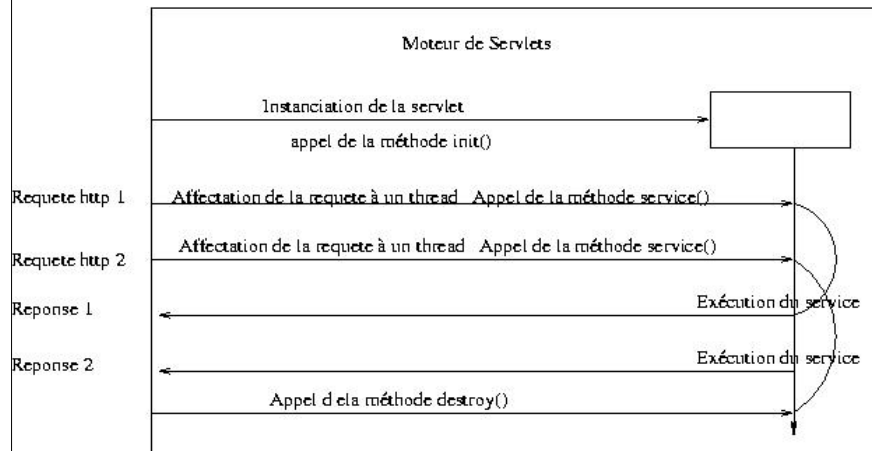 Moteur de Servlets
Instanciation de la servlet
appel de la méthode init()
Requete http 1
Affectation de la requete à un thread Appel de la méthode service()
Requete http 2
Affectation de la requete à un thread Appel de la méthode service()
Reponse 1
Exécution du service
Reponse 2
Exécution du service
Appel d ela méthode destroy()